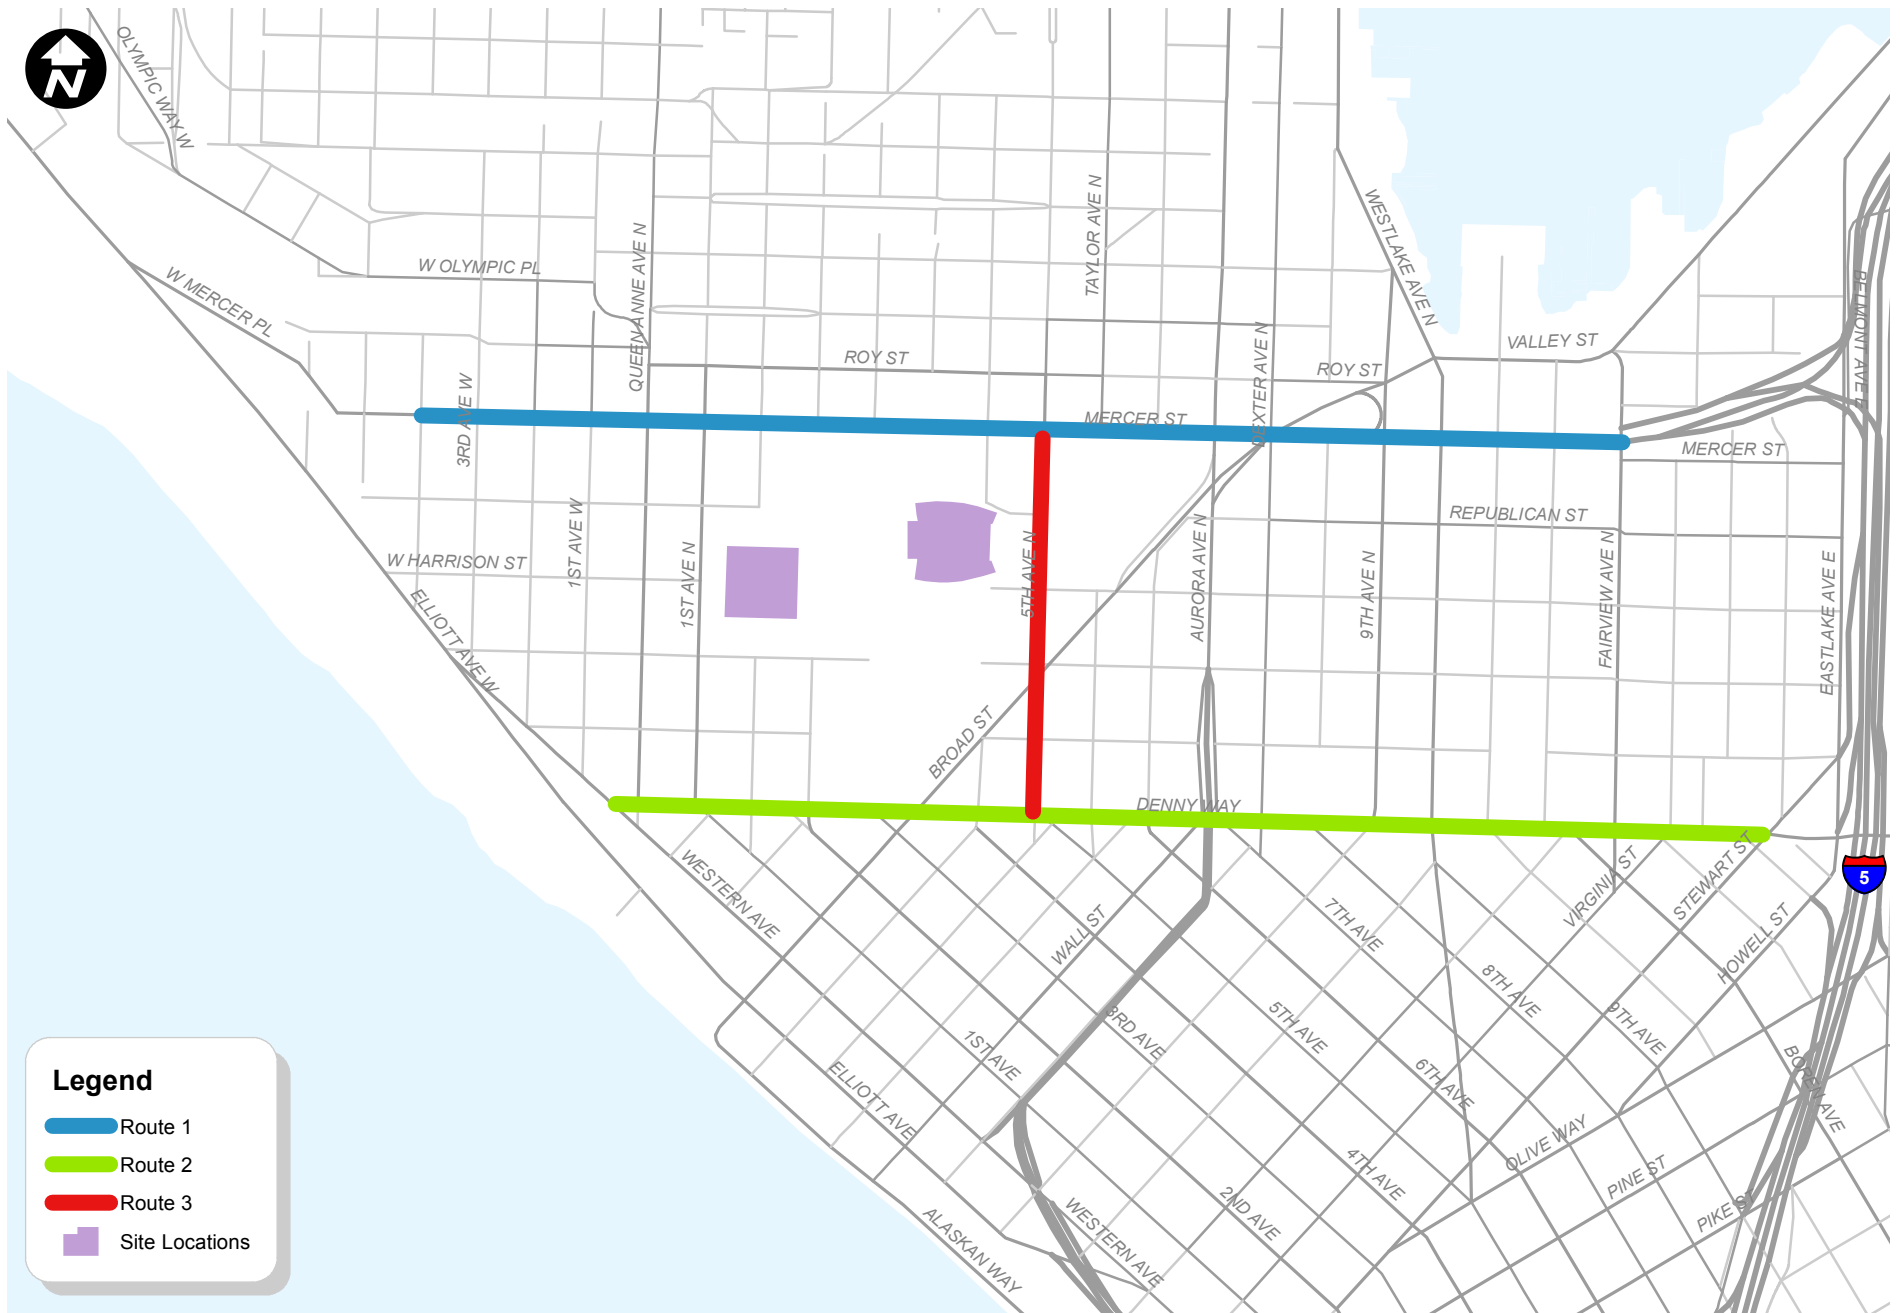 N
OLYMPIC WAY W
W OLYMPIC PL
QUEEN ANNE AVE N
TAYLOR AVE N
WESTLAKE AVE N
BELMONT AVE E
W MERCER PL
ROY ST
ROY ST
VALLEY ST
DEXTER AVE N
3RD AVE W
MERCER ST
MERCER ST
REPUBLICAN ST
W HARRISON ST
1ST AVE W
1ST AVE N
5TH AVE N
AURORA AVE N
9TH AVE N
FAIRVIEW AVE N
EASTLAKE AVE E
ELLIOTT AVE W
BROAD ST
DENNY WAY
WESTERN AVE
WALL ST
7TH AVE
VIRGINIA ST
STEWART ST
HOWELL ST
5
8TH AVE
9TH AVE
5TH AVE
3RD AVE
1ST AVE
6TH AVE
BOREN AVE
ELLIOTT AVE
OLIVE WAY
4TH AVE
PINE ST
PIKE ST
2ND AVE
WESTERN AVE
ALASKAN WAY
Legend
Route 1
Route 2
Route 3
Site Locations